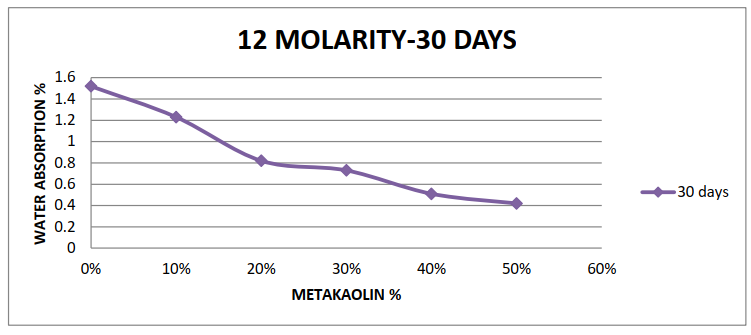 12 MOLARITY-30 DAYS
WATER ABSORPTION %
1.6
1.4
1.2
1
0.8
0.6
0.4
0.2
0
0% 10% 20% 30% 40% 50% 60%
METAKAOLIN %
30 days